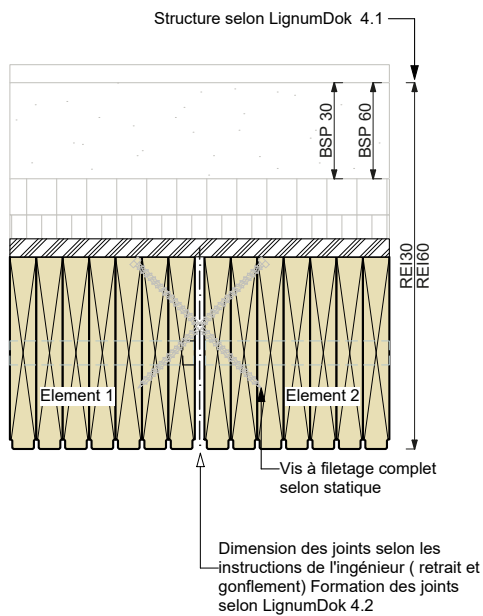 Structure selon LignumDok  4.1
BSP 30
BSP 60
REI30
REI60
Element 1
Element 2
Vis à filetage complet
selon statique
Dimension des joints selon les
instructions de l'ingénieur ( retrait et
gonflement) Formation des joints
selon LignumDok 4.2